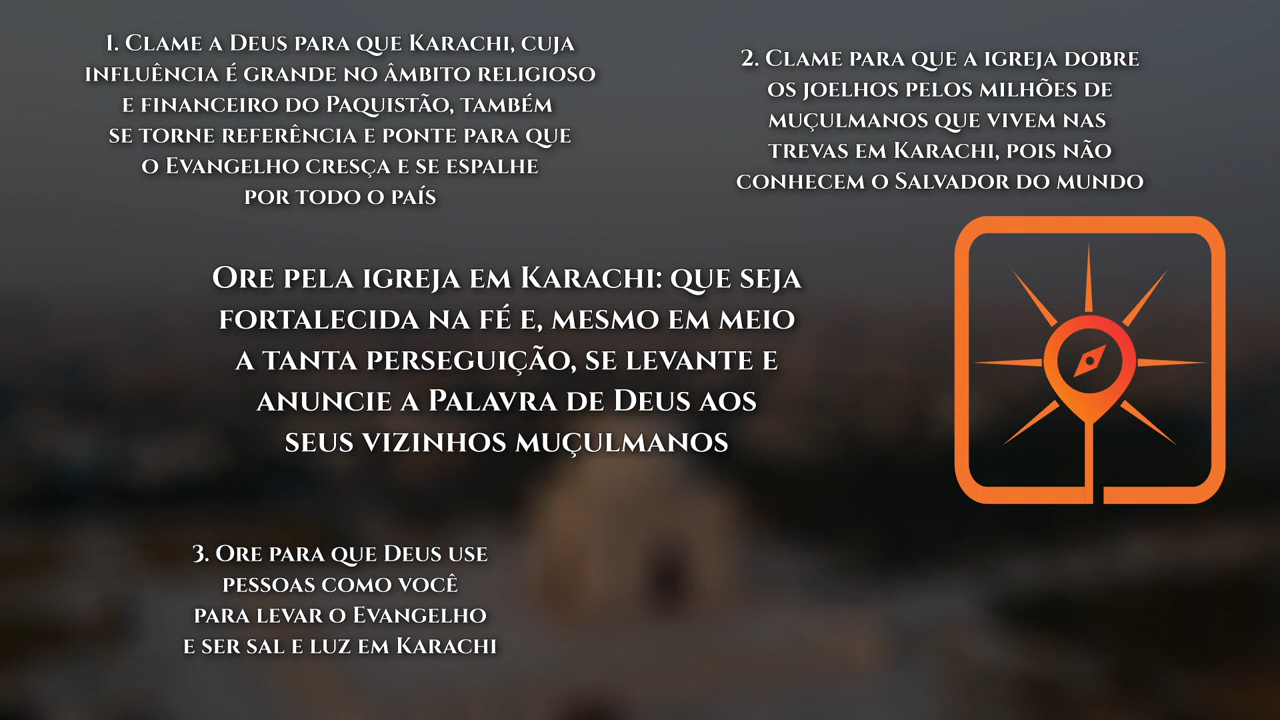 1. Clame a Deus para que Karachi, cuja
influência é grande no âmbito religioso
e financeiro do Paquistão, também
se torne referência e ponte para que
o Evangelho cresça e se espalhe
por todo o país
2. Clame para que a igreja dobre
os joelhos pelos milhões de
muçulmanos que vivem nas
trevas em Karachi, pois não
conhecem o Salvador do mundo
Ore pela igreja em Karachi: que seja
fortalecida na fé e, mesmo em meio
a tanta perseguição, se levante e
anuncie a Palavra de Deus aos
seus vizinhos muçulmanos
3. Ore para que Deus use
pessoas como você
para levar o Evangelho
e ser sal e luz em Karachi